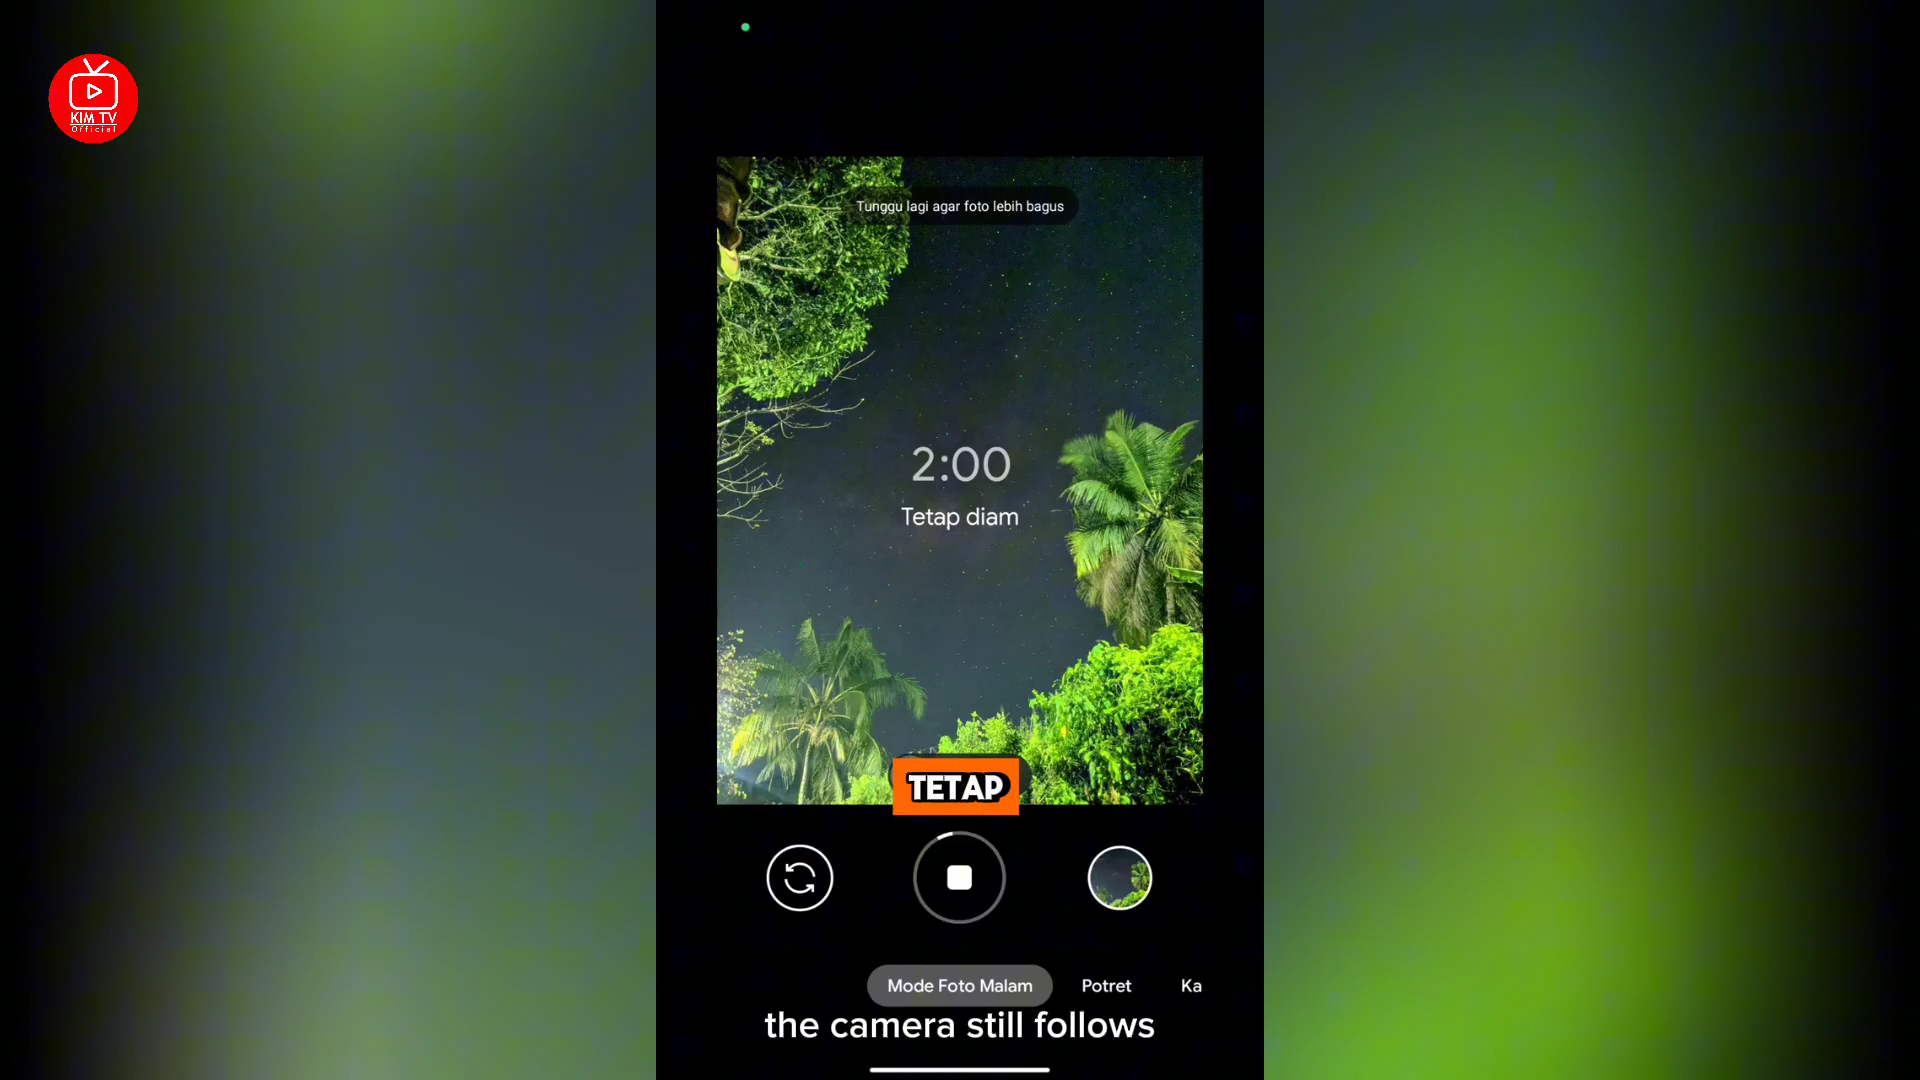 KIM TV
Official
Tunggu lagi agar foto lebih bagus
2:00
Tetap diam
TETAP
Mode Foto Malam
Potret
Ka
the camera still follows